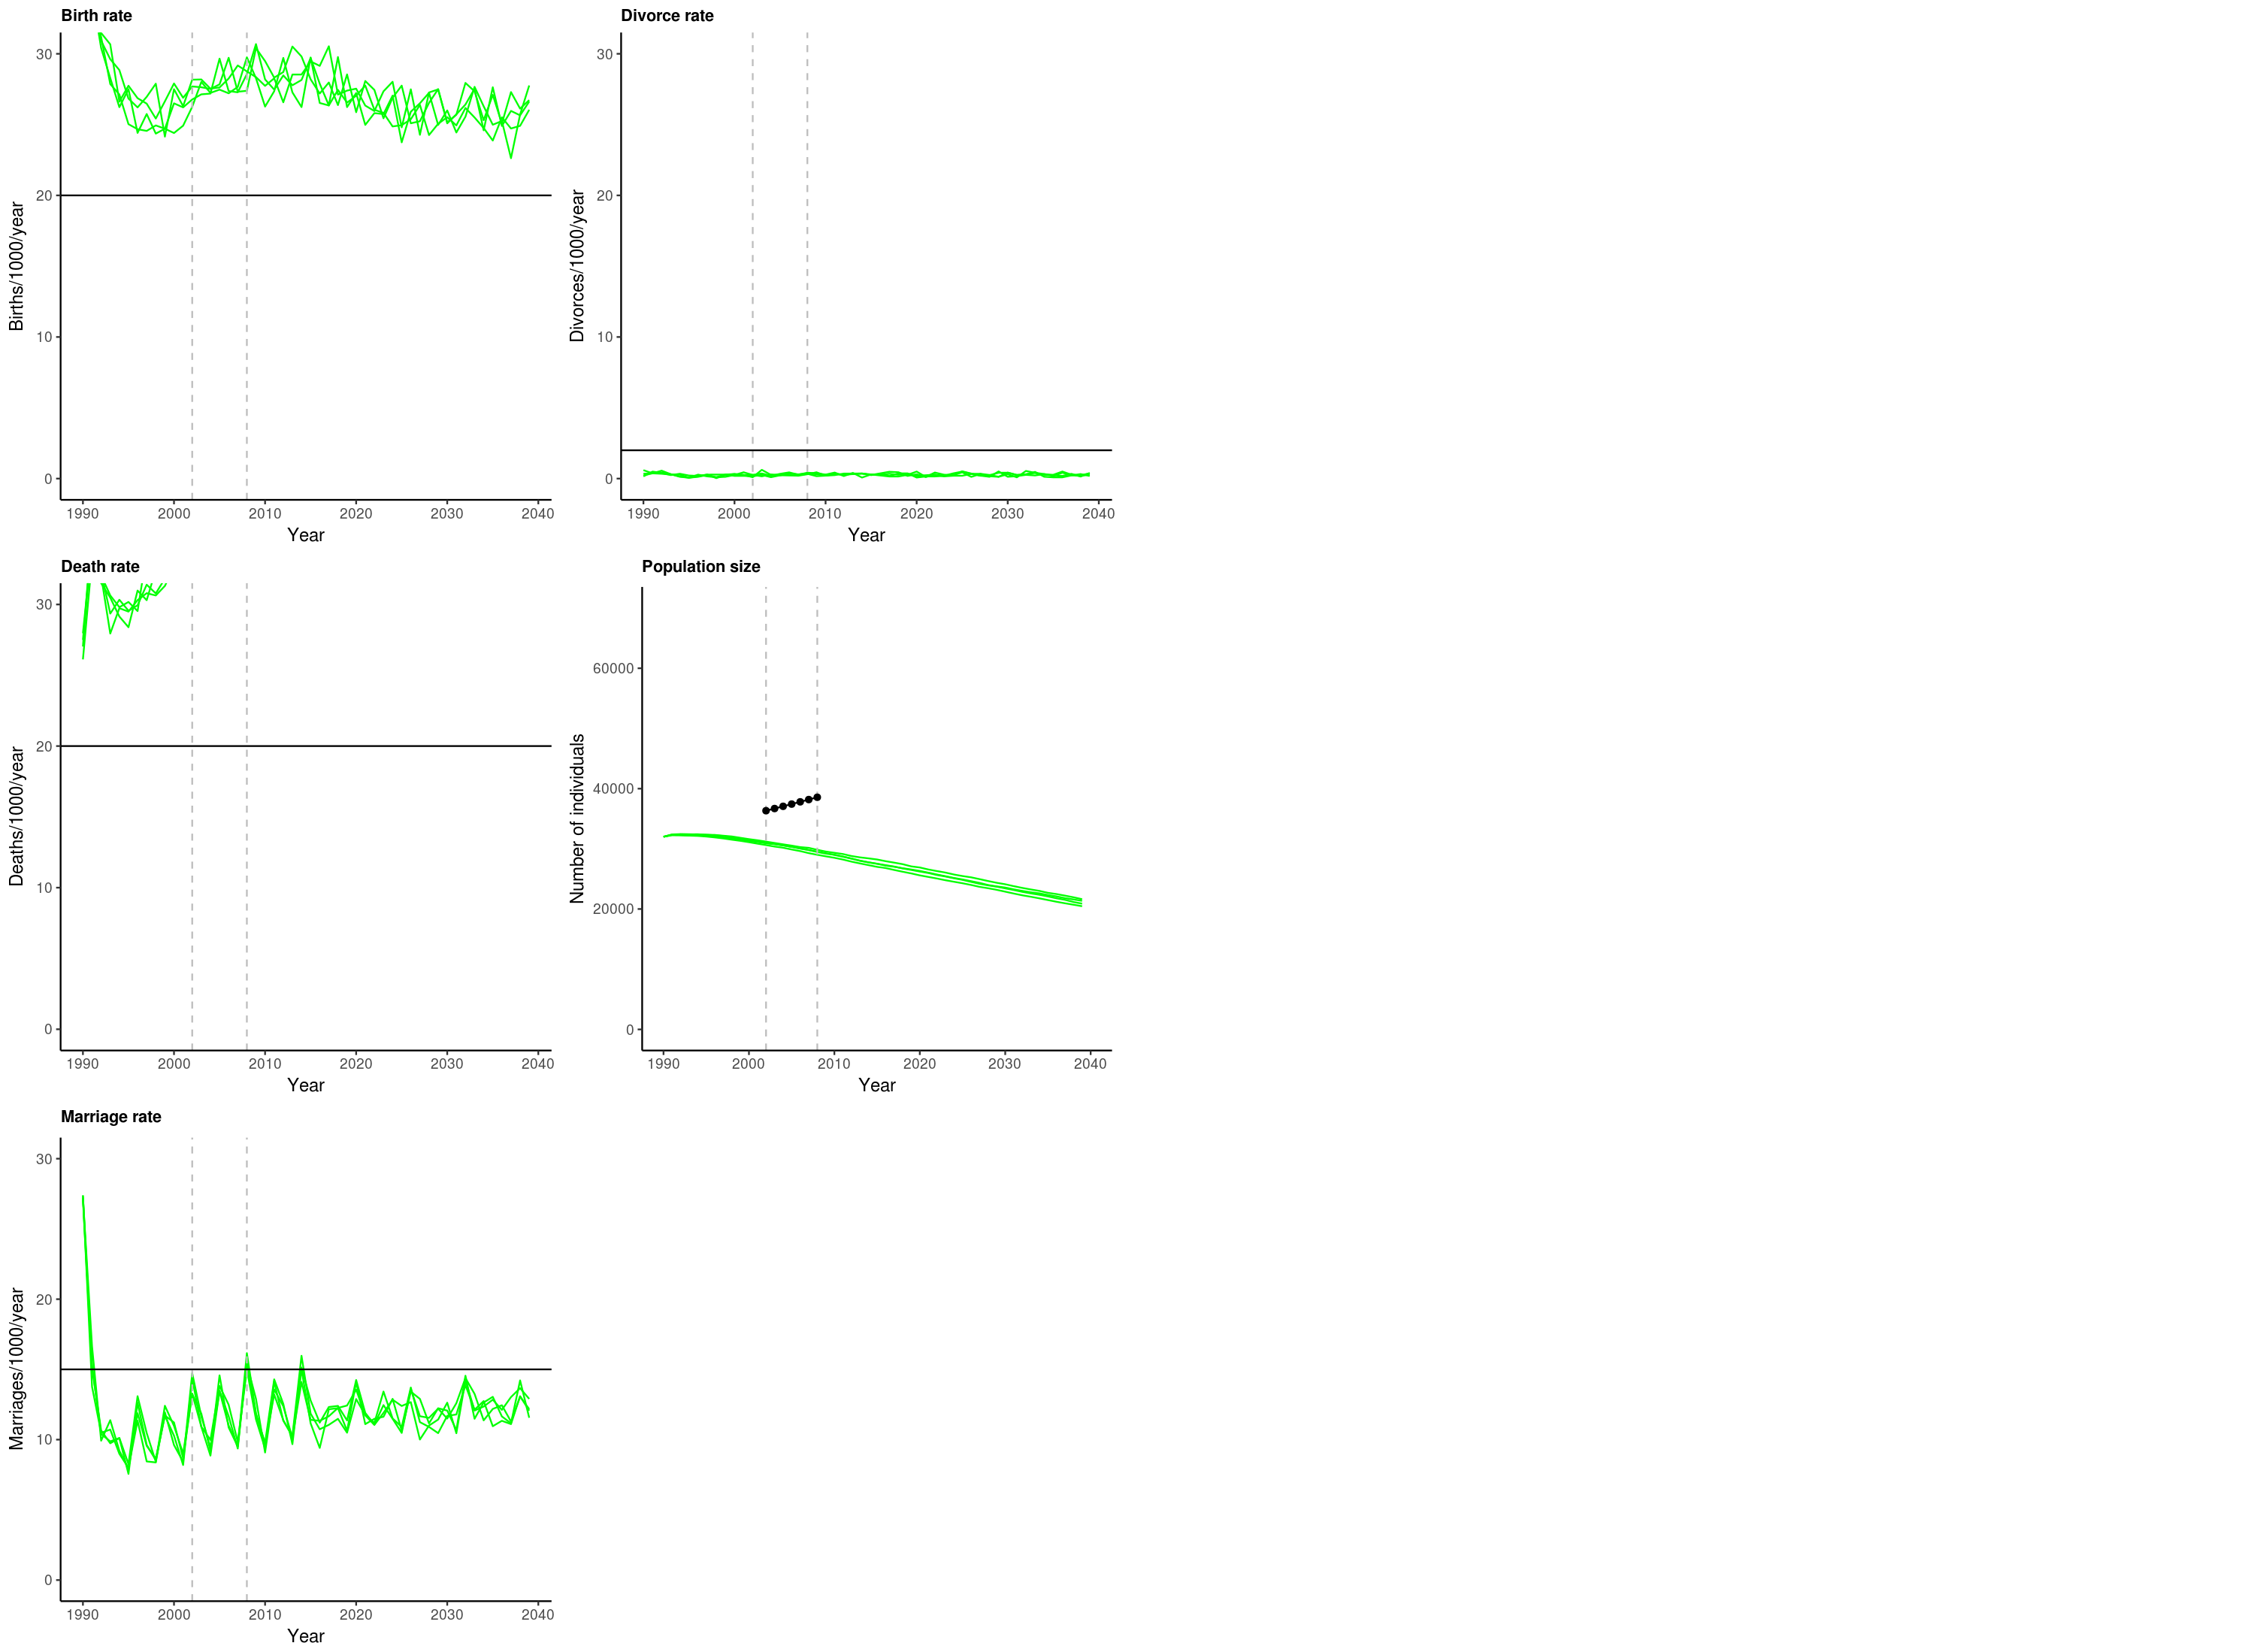 Birth rate
30
20
10
0
Births/1000/year
1990 2000 2010 2020 2030 2040
Year
Divorce rate
30
20
10
0
Divorces/1000/year
1990 2000 2010 2020 2030 2040
Year
Death rate
30
20
10
0
Deaths/1000/year
1990 2000 2010 2020 2030 2040
Year
Population size
60000
40000
20000
0
Number of individuals
1990 2000 2010 2020 2030 2040
Year
Marriage rate
30
20
10
0
Marriages/1000/year
1990 2000 2010 2020 2030 2040
Year